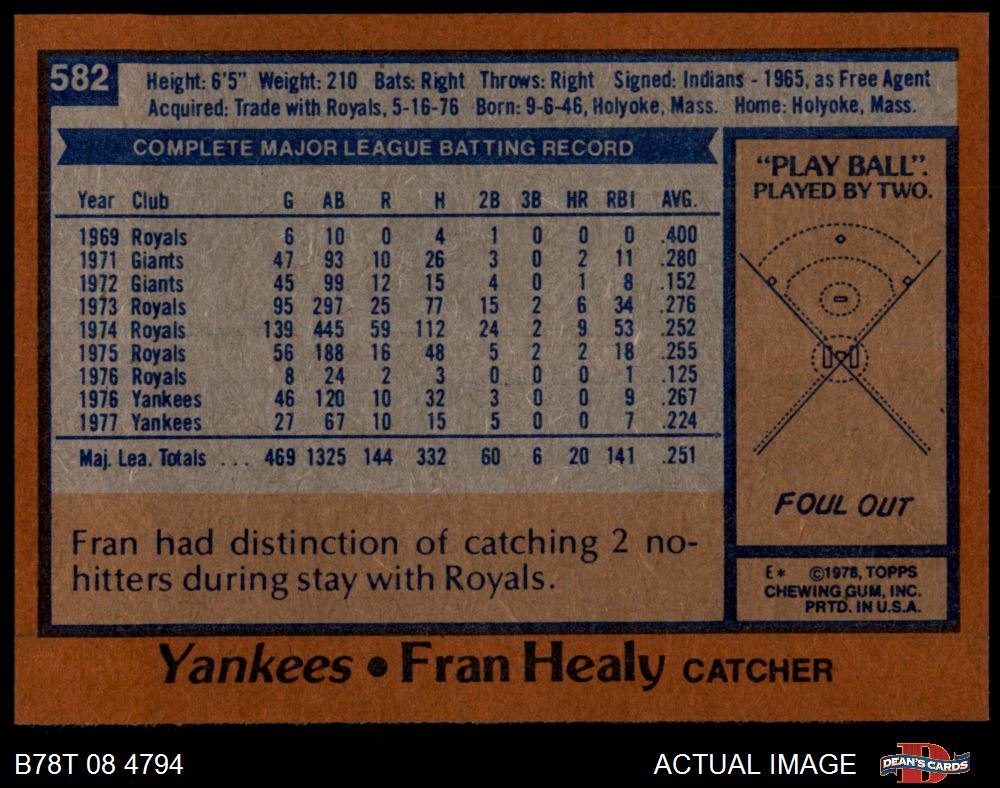 582
Height: 6'5" Weight: 210 Bats: Right Throws: Right Signed: Indians - 1965, as Free Agent
Acquired: Trade with Royals, 5-16-76 Born: 9-6-46, Holyoke, Mass. Home: Holyoke, Mass.
COMPLETE MAJOR LEAGUE BATTING RECORD
Year Club G AB R H 2B 3B HR RBI AVG.
1969 Royals 6 10 0 4 1 0 0 0 .400
1971 Giants 47 93 10 26 3 0 2 11 .280
1972 Giants 45 99 12 15 4 0 1 8 .152
1973 Royals 95 297 25 77 15 2 6 34 .276
1974 Royals 139 445 59 112 24 2 9 53 .252
1975 Royals 56 188 16 48 5 2 2 18 .255
1976 Royals 8 24 2 3 0 0 0 1 .125
1976 Yankees 46 120 10 32 3 0 0 9 .267
1977 Yankees 27 67 10 15 5 0 0 7 .224
Maj. Lea. Totals ... 469 1325 144 332 60 6 20 141 .251
Fran had distinction of catching 2 no-
hitters during stay with Royals.
"PLAY BALL".
PLAYED BY TWO.
FOUL OUT
E* ©1978, TOPPS
CHEWING GUM, INC.
PRTD. IN U.S.A.
Yankees • Fran Healy CATCHER
B78T 08 4794
ACTUAL IMAGE
DEAN'S CARDS